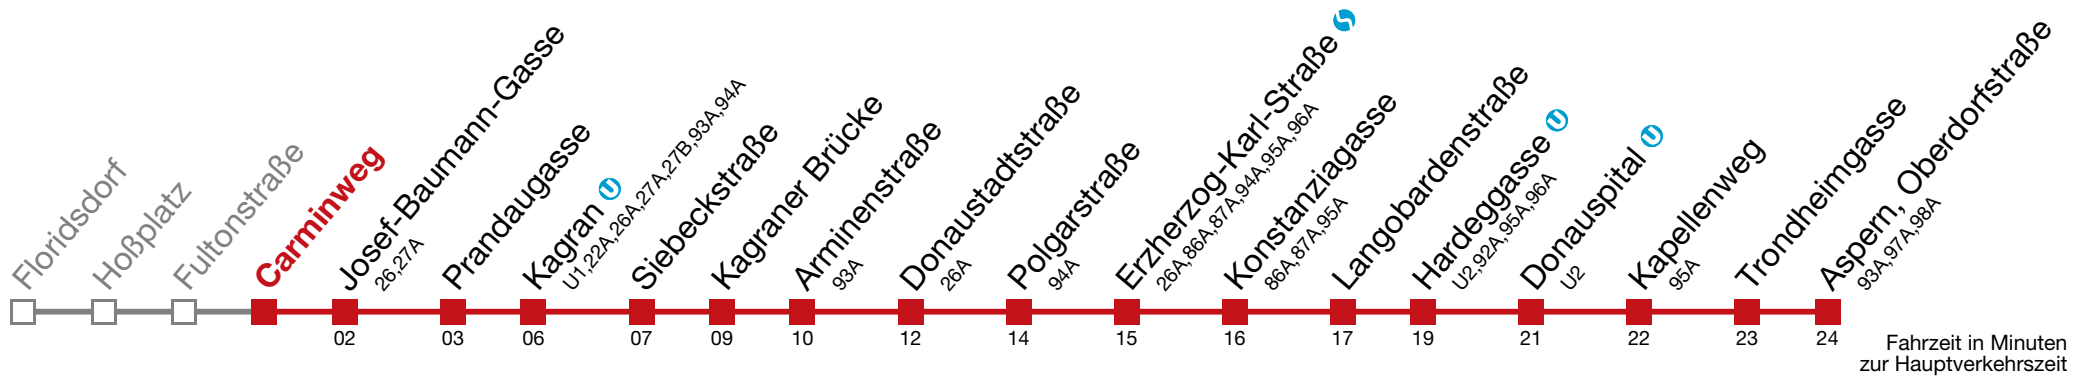 Floridsdorf
Hoßplatz
Fultonstraße
Carminweg
Josef-Baumann-Gasse
26,27A
Prandaugasse
Kagran U
U1,22A,26A,27A,27B,93A,94A
Siebeckstraße
Kagraner Brücke
Arminenstraße
93A
Donaustadtstraße
26A
Polgarstraße
94A
Erzherzog-Karl-Straße S
26A,86A,87A,94A,95A,96A
Konstanziagasse
86A,87A,95A
Langobardenstraße
Hardeggasse U
U2,92A,95A,96A
Donauspital U
U2
Kapellenweg
95A
Trondheimgasse
Aspern, Oberdorfstraße
93A,97A,98A
02 03 06 07 09 10 12 14 15 16 17 19 21 22 23 24
Fahrzeit in Minuten
zur Hauptverkehrszeit